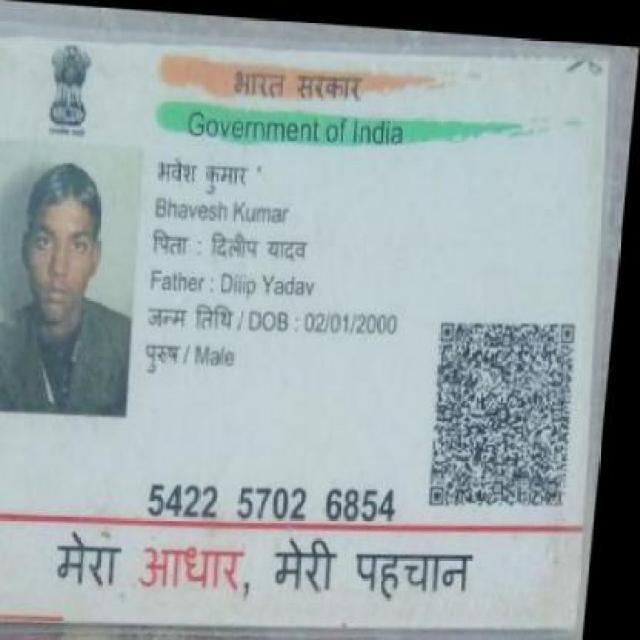 भारत सरकार
Government of India
भवेश कुमार
Bhavesh Kumar
पिता : दिलीप यादव
Father : Diiip Yadav
जन्म तिथि / DOB : 02/01/2000
पुरुष / Male
5422 5702 6854
मेरा आधार, मेरी पहचान